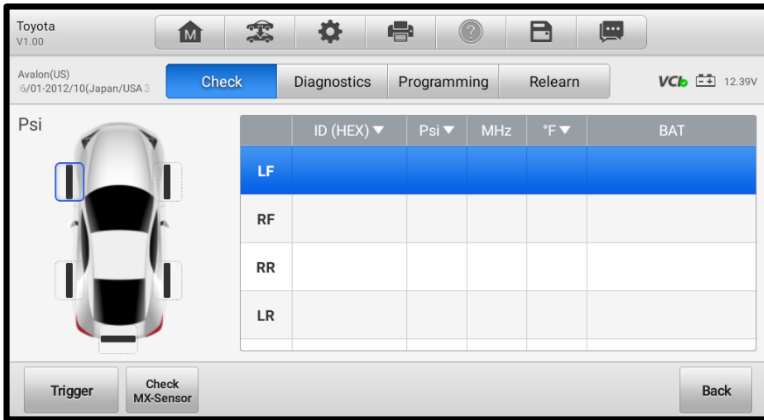 Toyota
V1.00
M
?
Avalon(US)
6/01-2012/10(Japan/USA 3
Check
Diagnostics
Programming
Relearn
VCI
12.39V
Psi
ID (HEX)▼ Psi▼ MHz °F▼ BAT
LF
RF
RR
LR
Trigger
Check
MX-Sensor
Back